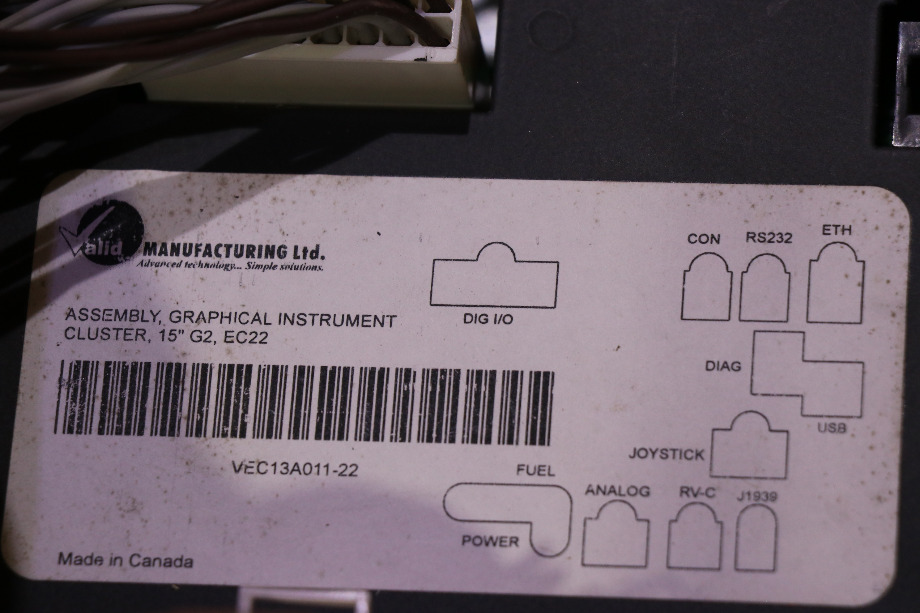 Valid
MANUFACTURING Ltd.
Advanced technology... Simple solutions.
ASSEMBLY, GRAPHICAL INSTRUMENT
CLUSTER, 15" G2, EC22
VEC13A011-22
Made in Canada
DIG I/O
CON RS232 ETH
DIAG
USB
JOYSTICK
FUEL
POWER
ANALOG RV-C J1939